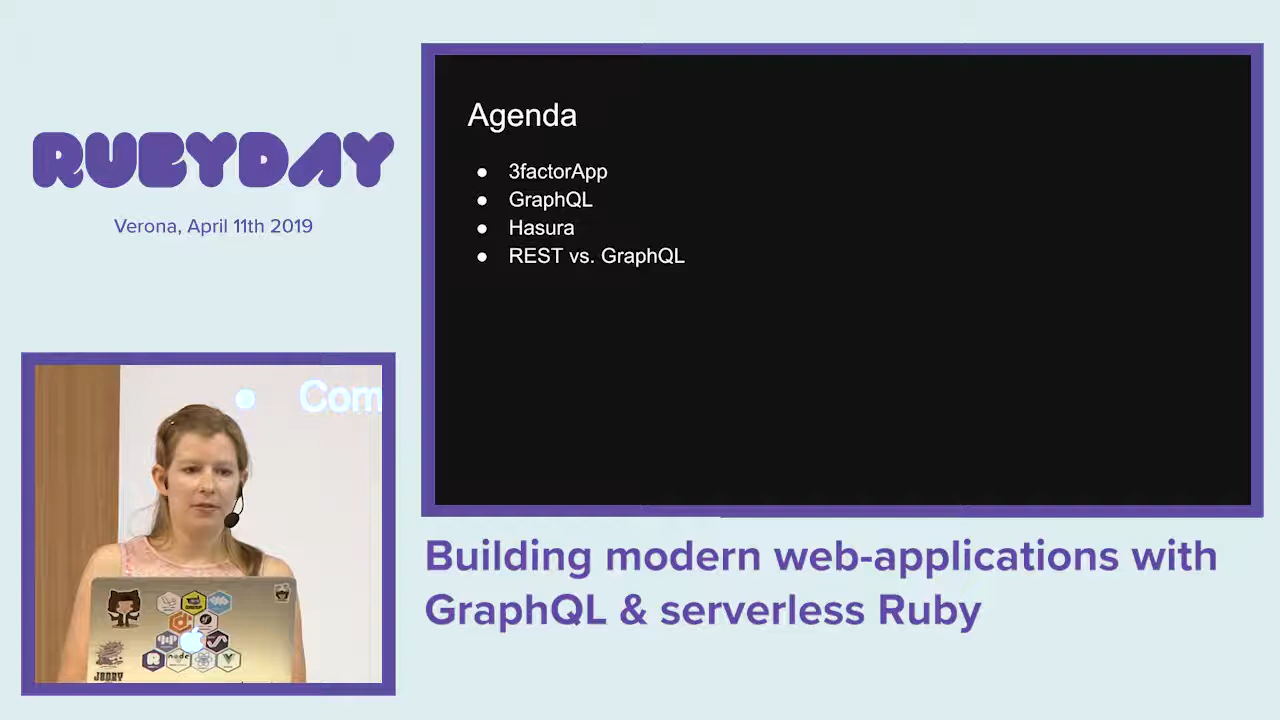 RUBYDAY
Verona, April 11th 2019
Agenda
● 3factorApp
● GraphQL
● Hasura
● REST vs. GraphQL
● Com
node
Building modern web-applications with
GraphQL & serverless Ruby